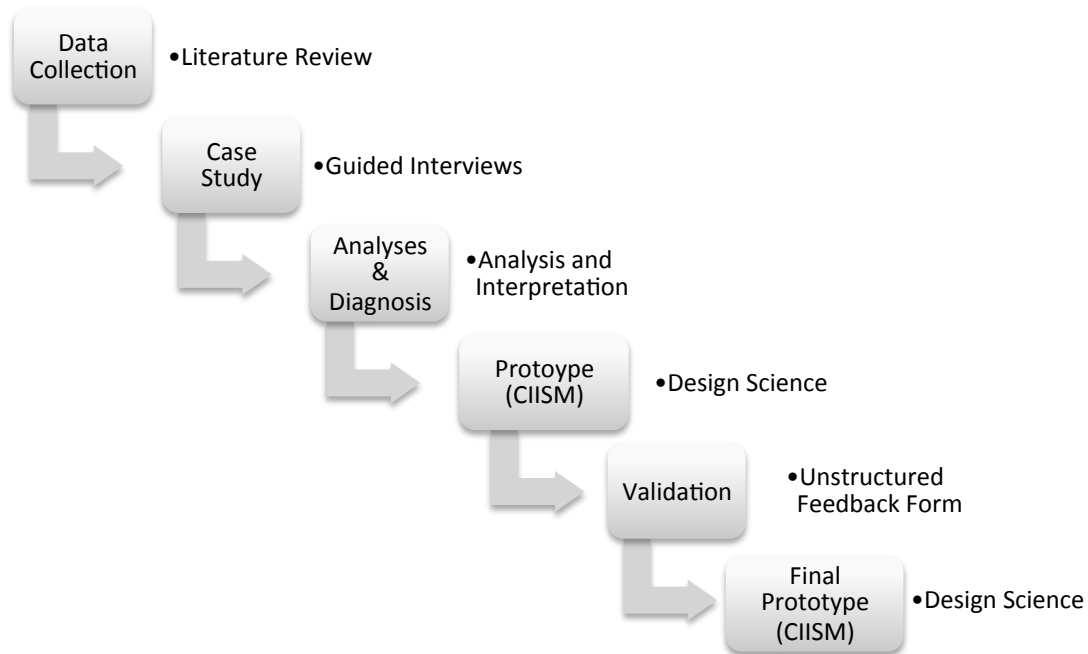 Data
Collection
•Literature Review
Case
Study
•Guided Interviews
Analyses
&
Diagnosis
•Analysis and
Interpretation
Protoype
(CIISM)
•Design Science
Validation
•Unstructured
Feedback Form
Final
Prototype
(CIISM)
•Design Science